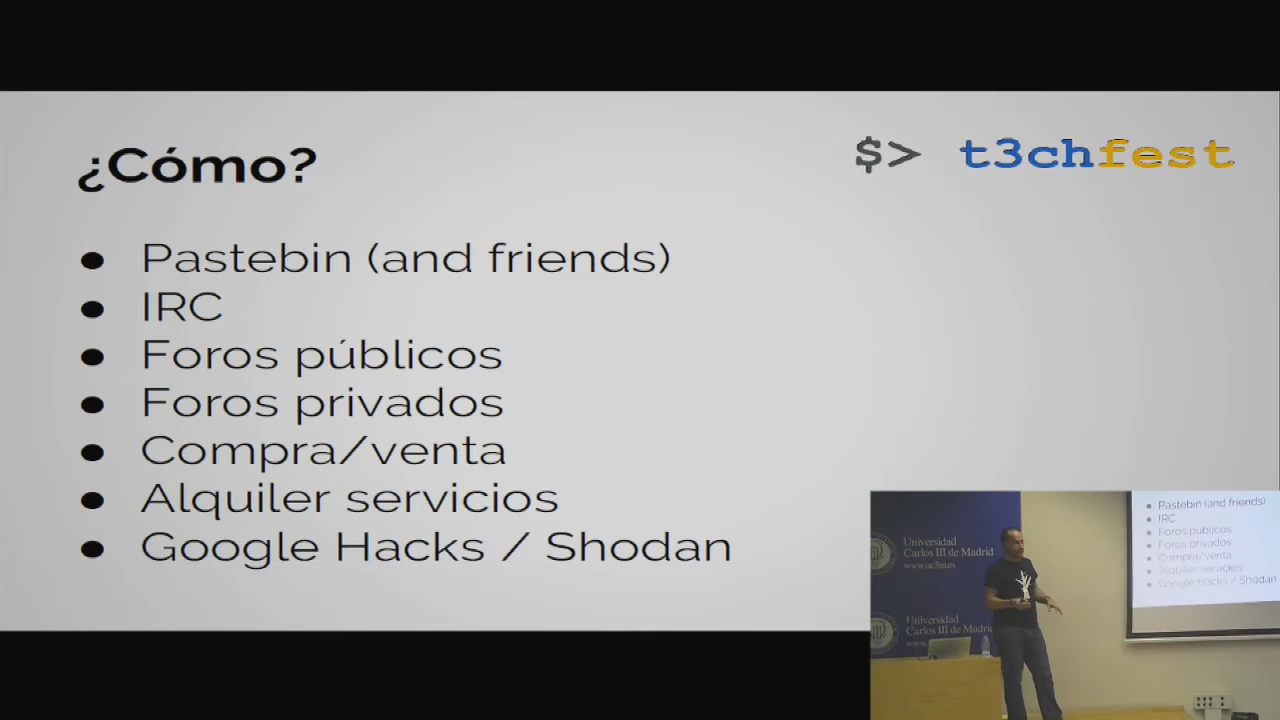 ¿Cómo?
$> t3chfest
● Pastebin (and friends)
● IRC
● Foros públicos
● Foros privados
● Compra/venta
● Alquiler servicios
● Google Hacks / Shodan
Universidad
Carlos III de Madrid
www.uc3m.es
Universidad
Carlos III de Madrid
● Pastebin (and friends)
● IRC
● Foros públicos
● Foros privados
● Compra/venta
● Alquiler servicios
● Google Hacks / Shodan